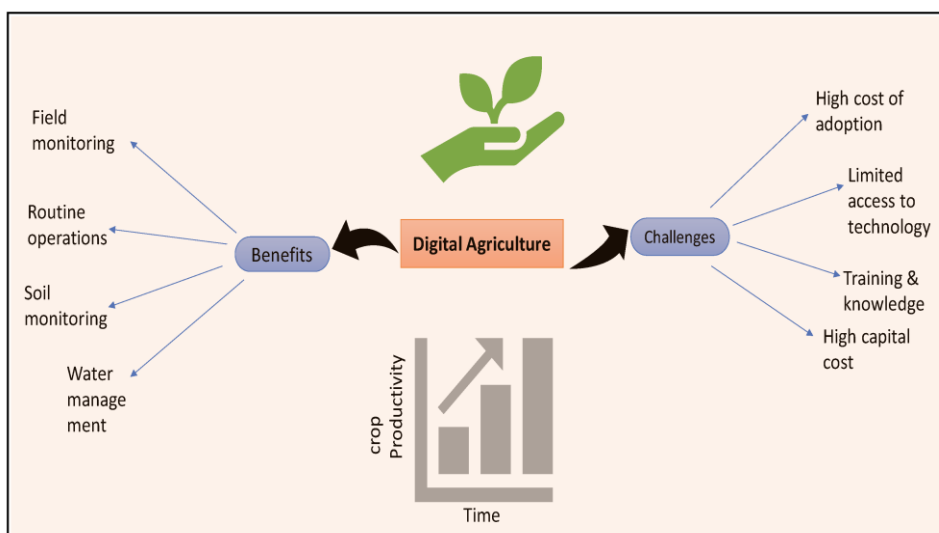 Field
monitoring
Routine
operations
Soil
monitoring
Water
manage
ment
Benefits
Digital Agriculture
Challenges
High cost of
adoption
Limited
access to
technology
Training &
knowledge
High capital
cost
crop
Productivity
Time